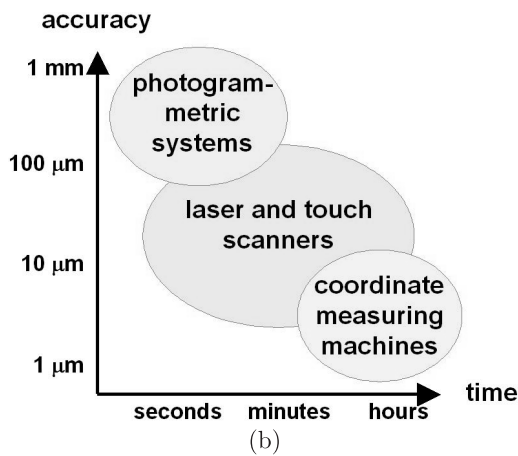 accuracy
1 mm
photogram-
metric
systems
100 μm
laser and touch
scanners
10 μm
coordinate
measuring
machines
1 μm
time
seconds minutes hours
(b)